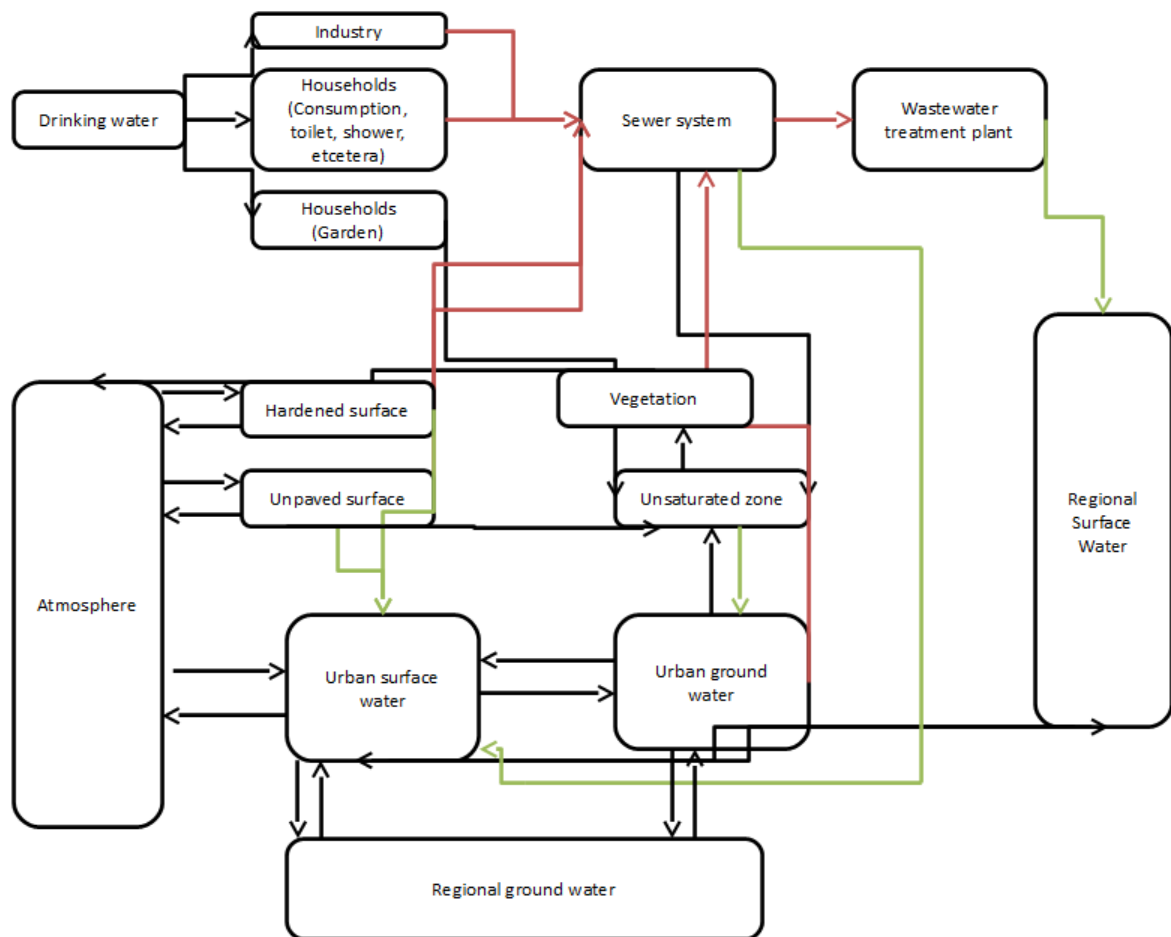 Industry
Drinking water
Households
(Consumption,
toilet, shower,
etcetera)
Sewer system
Wastewater
treatment plant
Households
(Garden)
Hardened surface
Vegetation
Unpaved surface
Unsaturated zone
Regional
Surface
Water
Atmosphere
Urban surface
water
Urban ground
water
Regional ground water